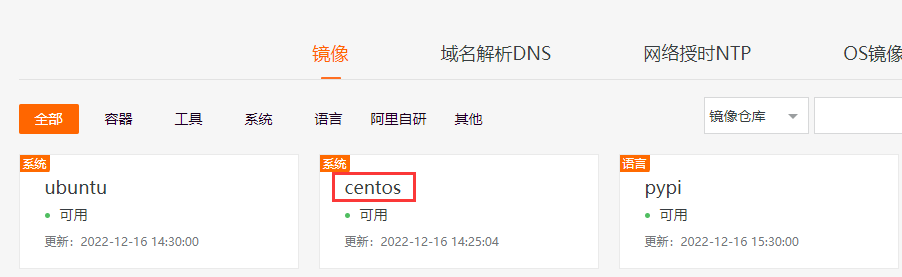 镜像 域名解析DNS 网络授时NTP OS镜像
全部 容器 工具 系统 语言 阿里自研 其他 镜像仓库
系统 系统 语言
ubuntu centos pypi
可用 可用 可用
更新：2022-12-16 14:30:00 更新：2022-12-16 14:25:04 更新：2022-12-16 15:30:00